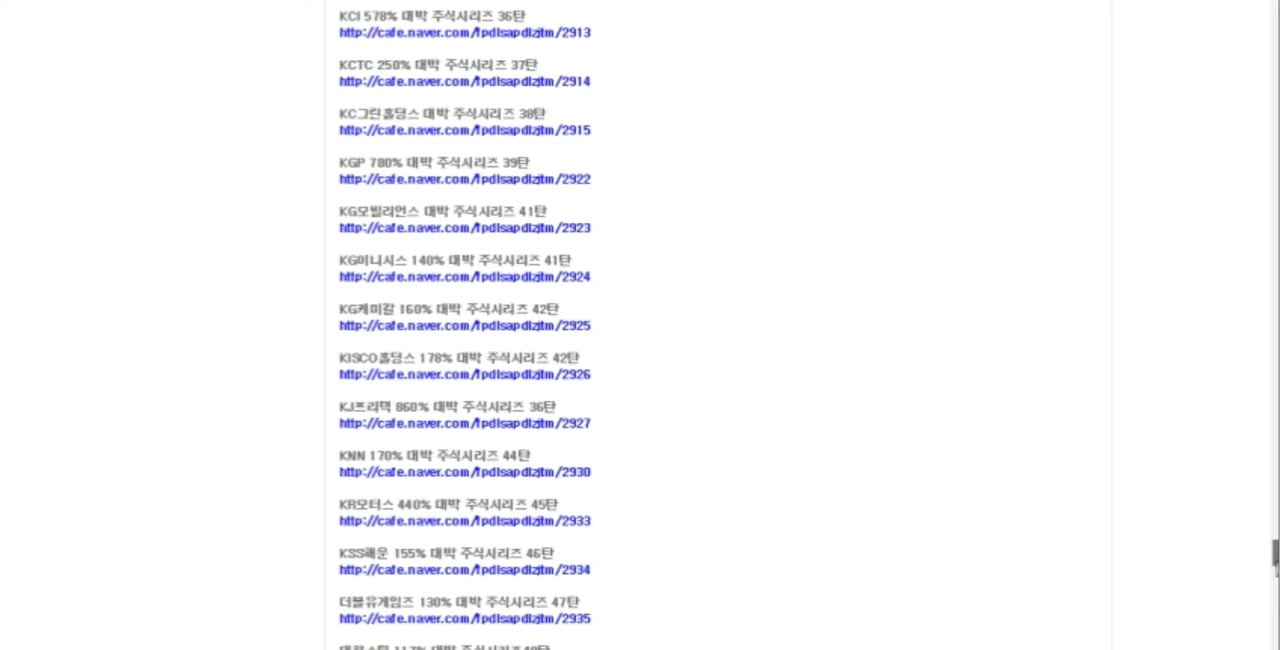 KCI 578% 대박 주식시리즈 36탄
http://cafe.naver.com/fpdlsapdlzjtm/2913
KCTC 250% 대박 주식시리즈 37탄
http://cafe.naver.com/fpdlsapdlzjtm/2914
KC그린홀딩스 대박 주식시리즈 38탄
http://cafe.naver.com/fpdlsapdlzjtm/2915
KGP 780% 대박 주식시리즈 39탄
http://cafe.naver.com/fpdlsapdlzjtm/2922
KG모빌리언스 대박 주식시리즈 41탄
http://cafe.naver.com/fpdlsapdlzjtm/2923
KG이니시스 140% 대박 주식시리즈 41탄
http://cafe.naver.com/fpdlsapdlzjtm/2924
KG케미칼 160% 대박 주식시리즈 42탄
http://cafe.naver.com/fpdlsapdlzjtm/2925
KISCO홀딩스 178% 대박 주식시리즈 42탄
http://cafe.naver.com/fpdlsapdlzjtm/2926
KJ프리텍 860% 대박 주식시리즈 36탄
http://cafe.naver.com/fpdlsapdlzjtm/2927
KNN 170% 대박 주식시리즈 44탄
http://cafe.naver.com/fpdlsapdlzjtm/2930
KR모터스 440% 대박 주식시리즈 45탄
http://cafe.naver.com/fpdlsapdlzjtm/2933
KSS해운 155% 대박 주식시리즈 46탄
http://cafe.naver.com/fpdlsapdlzjtm/2934
더블유게임즈 130% 대박 주식시리즈 47탄
http://cafe.naver.com/fpdlsapdlzjtm/2935